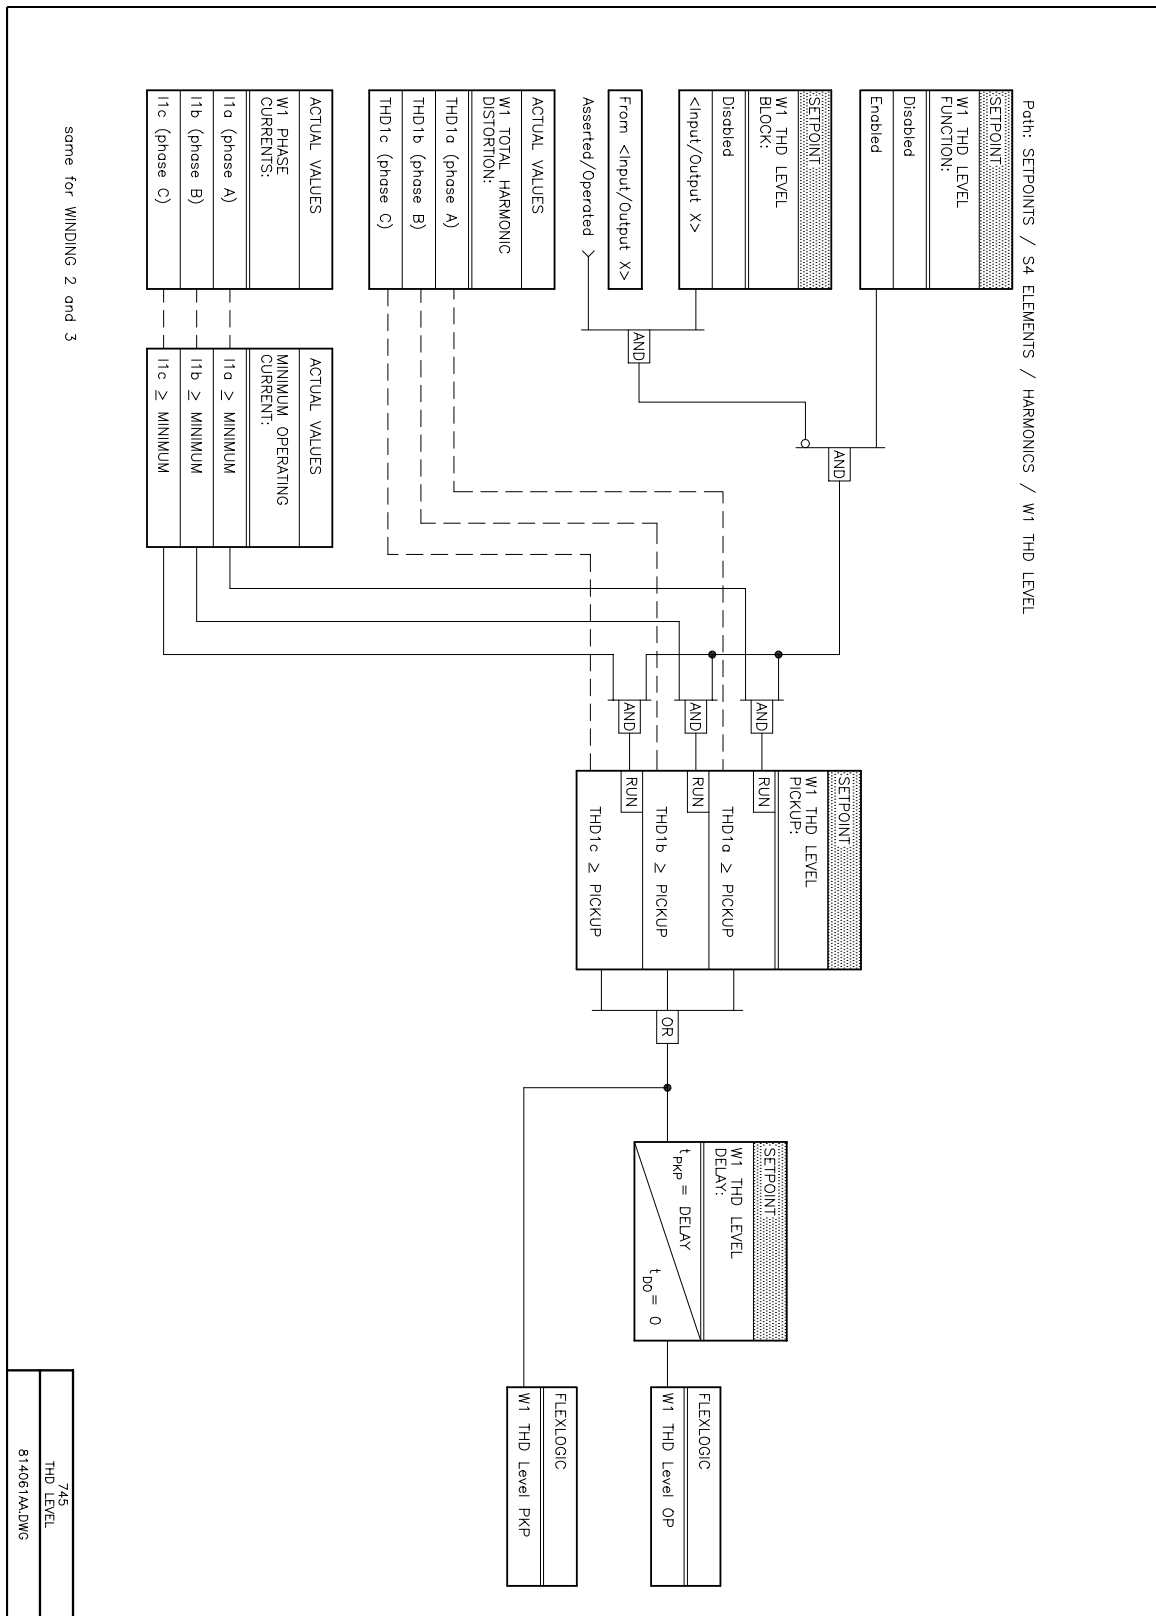 Path: SETPOINTS / S4 ELEMENTS / HARMONICS / W1 THD LEVEL
SETPOINT
W1 THD LEVEL
FUNCTION:
Disabled
Enabled
SETPOINT
W1 THD LEVEL
BLOCK:
Disabled
<Input/Output X>
From <Input/Output X>
Asserted/Operated
AND
AND
ACTUAL VALUES
W1 TOTAL HARMONIC
DISTORTION:
THD1a (phase A)
THD1b (phase B)
THD1c (phase C)
ACTUAL VALUES
W1 PHASE
CURRENTS:
I1a (phase A)
I1b (phase B)
I1c (phase C)
ACTUAL VALUES
MINIMUM OPERATING
CURRENT:
I1a ≥ MINIMUM
I1b ≥ MINIMUM
I1c ≥ MINIMUM
AND
AND
AND
SETPOINT
W1 THD LEVEL
PICKUP:
RUN
THD1a ≥ PICKUP
RUN
THD1b ≥ PICKUP
RUN
THD1c ≥ PICKUP
OR
SETPOINT
W1 THD LEVEL
DELAY:
tPKP = DELAY
tDO = 0
FLEXLOGIC
W1 THD Level OP
FLEXLOGIC
W1 THD Level PKP
same for WINDING 2 and 3
745
THD LEVEL
814061AA.DWG